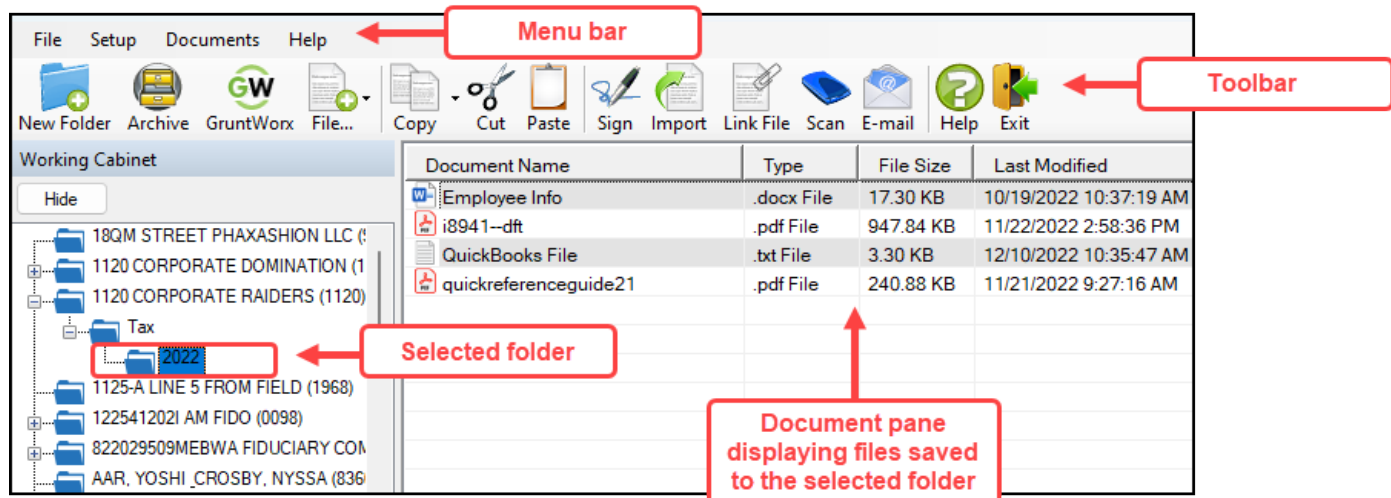 File Setup Documents Help
Menu bar
GW
New Folder Archive GruntWorx File... Copy Cut Paste Sign Import Link File Scan E-mail Help Exit
Toolbar
Working Cabinet
Hide
18QM STREET PHAXASHION LLC (
1120 CORPORATE DOMINATION (1
1120 CORPORATE RAIDERS (1120)
Tax
2022
Selected folder
1125-A LINE 5 FROM FIELD (1968)
122541202I AM FIDO (0098)
822029509MEBWA FIDUCIARY COM
AAR, YOSHI_CROSBY, NYSSA (836
Document Name Type File Size Last Modified
Employee Info .docx File 17.30 KB 10/19/2022 10:37:19 AM
i8941--dft .pdf File 947.84 KB 11/22/2022 2:58:36 PM
QuickBooks File .txt File 3.30 KB 12/10/2022 10:35:47 AM
quickreferenceguide21 .pdf File 240.88 KB 11/21/2022 9:27:16 AM
Document pane
displaying files saved
to the selected folder